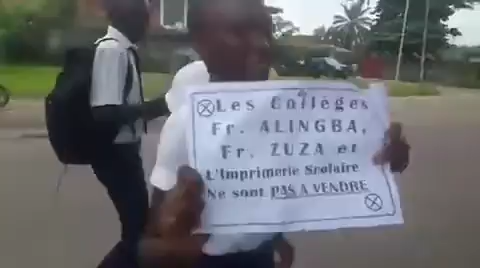 Les Collèges
Fr. ALINGBA,
Fr. ZUZA et
L'Imprimerie Scolaire
Ne sont PAS A VENDRE